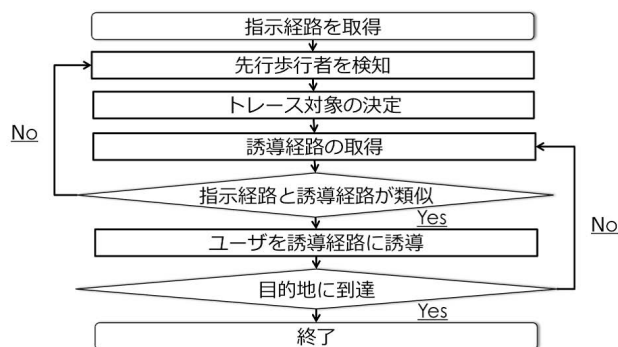 指示経路を取得
先行歩行者を検知
トレース対象の決定
No
誘導経路の取得
指示経路と誘導経路が類似
Yes
No
ユーザを誘導経路に誘導
目的地に到達
Yes
終了